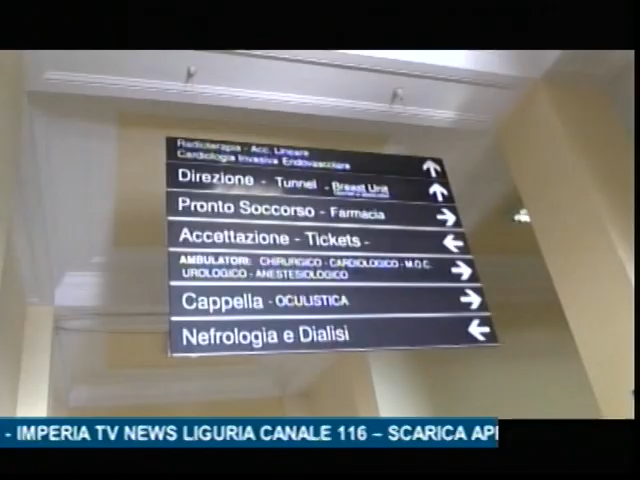 Radioterapia - Acc. Lineare
Cardiologia Invasiva Endovascolare
Direzione - Tunnel - Breast Unit
Pronto Soccorso - Farmacia
Accettazione - Tickets -
AMBULATORI: CHIRURGICO - CARDIOLOGICO - M.O.C.
UROLOGICO - ANESTESIOLOGICO
Cappella - OCULISTICA
Nefrologia e Dialisi
- IMPERIA TV NEWS LIGURIA CANALE 116 – SCARICA AP